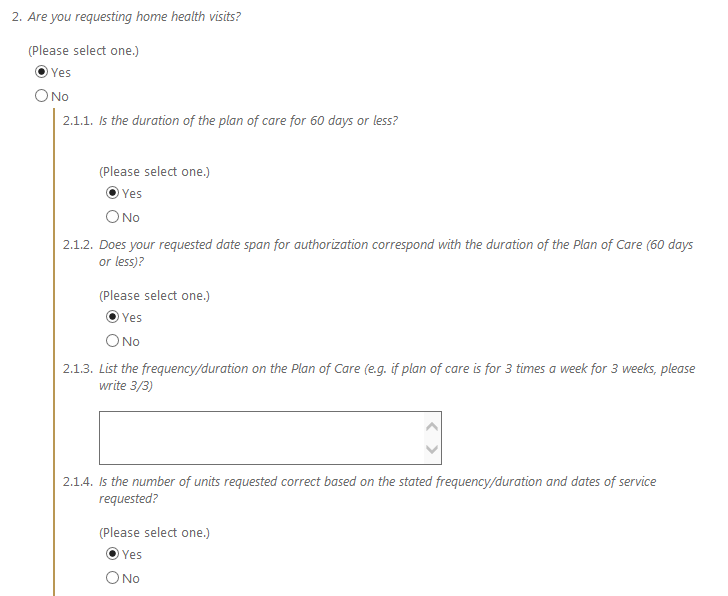 2. Are you requesting home health visits?
(Please select one.)
Yes
No
2.1.1. Is the duration of the plan of care for 60 days or less?
(Please select one.)
Yes
No
2.1.2. Does your requested date span for authorization correspond with the duration of the Plan of Care (60 days
or less)?
(Please select one.)
Yes
No
2.1.3. List the frequency/duration on the Plan of Care (e.g. if plan of care is for 3 times a week for 3 weeks, please
write 3/3)
2.1.4. Is the number of units requested correct based on the stated frequency/duration and dates of service
requested?
(Please select one.)
Yes
No